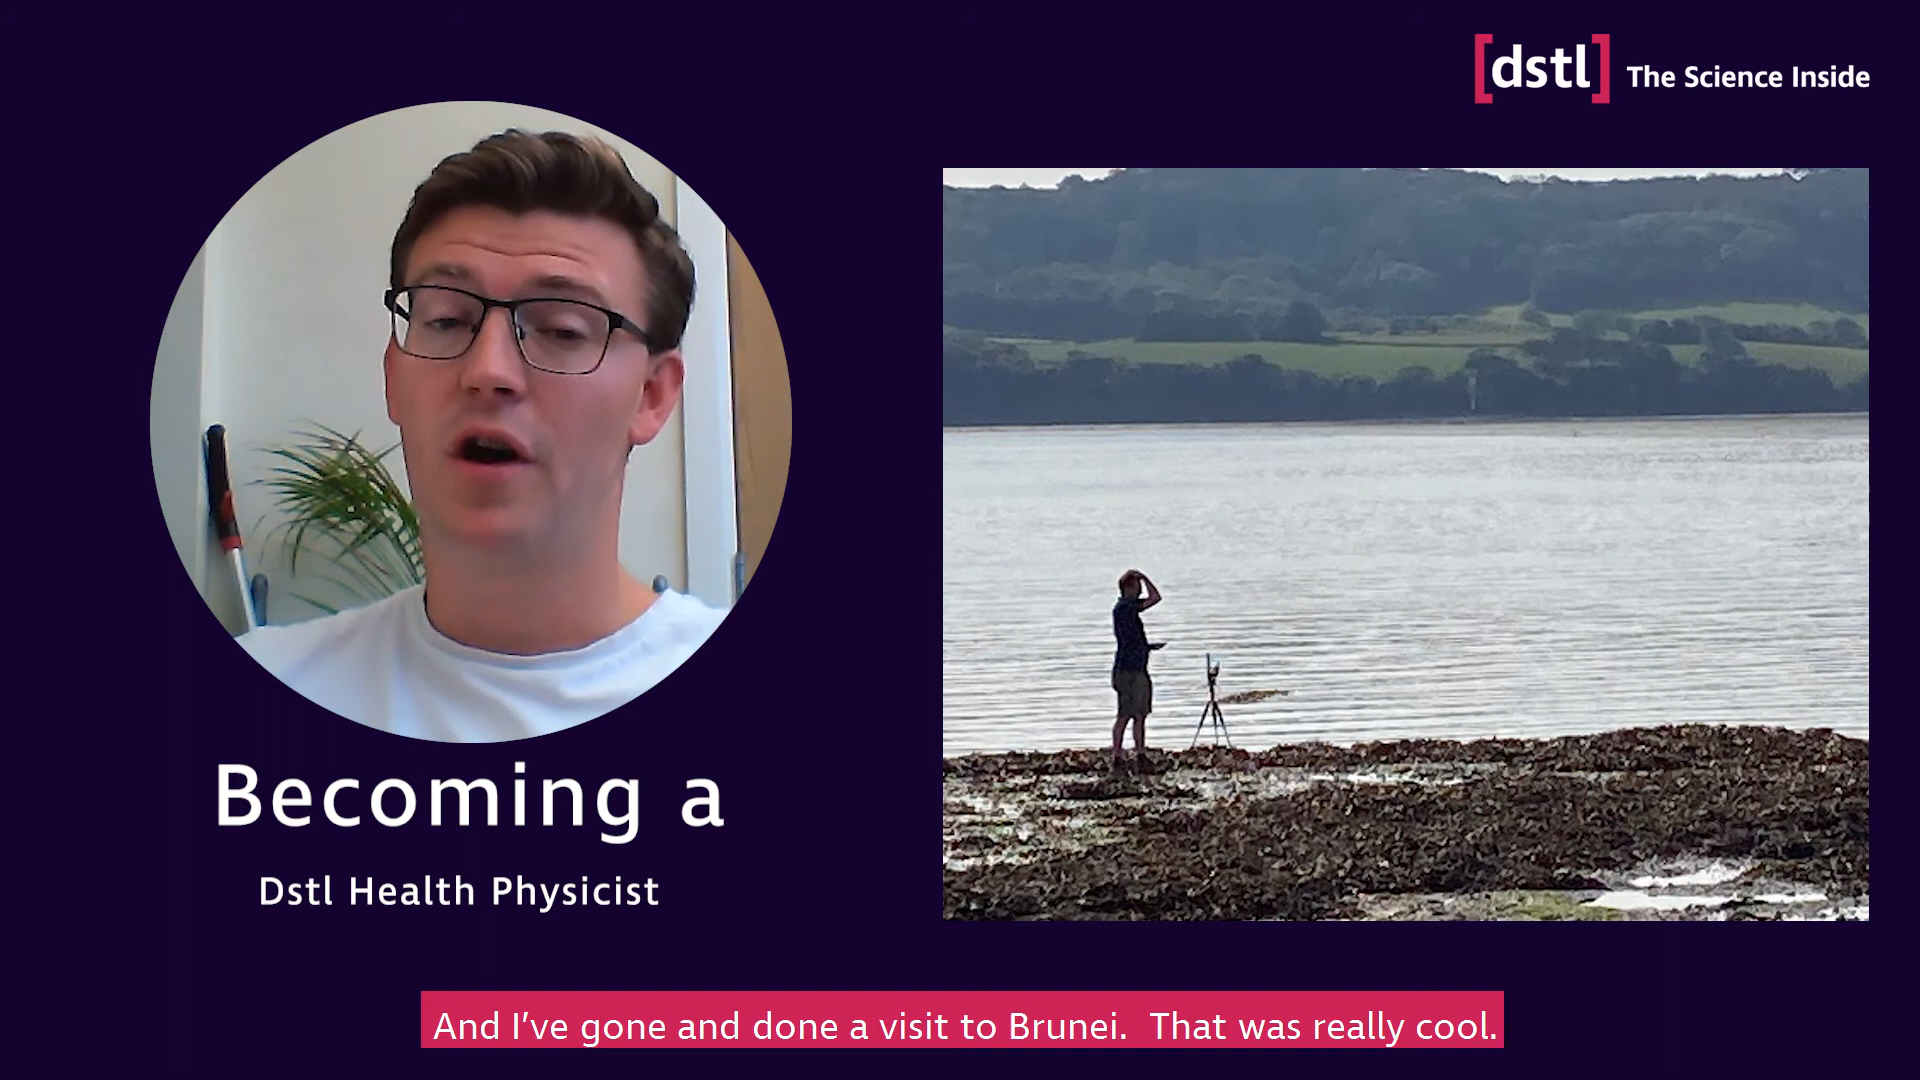 [dstl] The Science Inside
Becoming a
Dstl Health Physicist
And I’ve gone and done a visit to Brunei.  That was really cool.